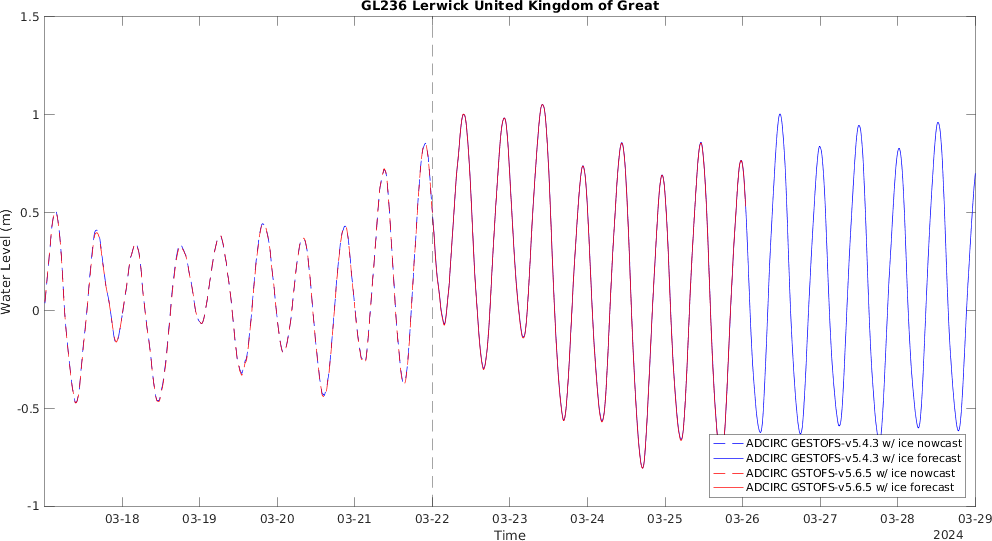 GL236 Lerwick United Kingdom of Great
1.5
1
0.5
0
-0.5
-1
Water Level (m)
03-18 03-19 03-20 03-21 03-22 03-23 03-24 03-25 03-26 03-27 03-28 03-29
Time
2024
ADCIRC GESTOFS-v5.4.3 w/ ice nowcast
ADCIRC GESTOFS-v5.4.3 w/ ice forecast
ADCIRC GSTOFS-v5.6.5 w/ ice nowcast
ADCIRC GSTOFS-v5.6.5 w/ ice forecast